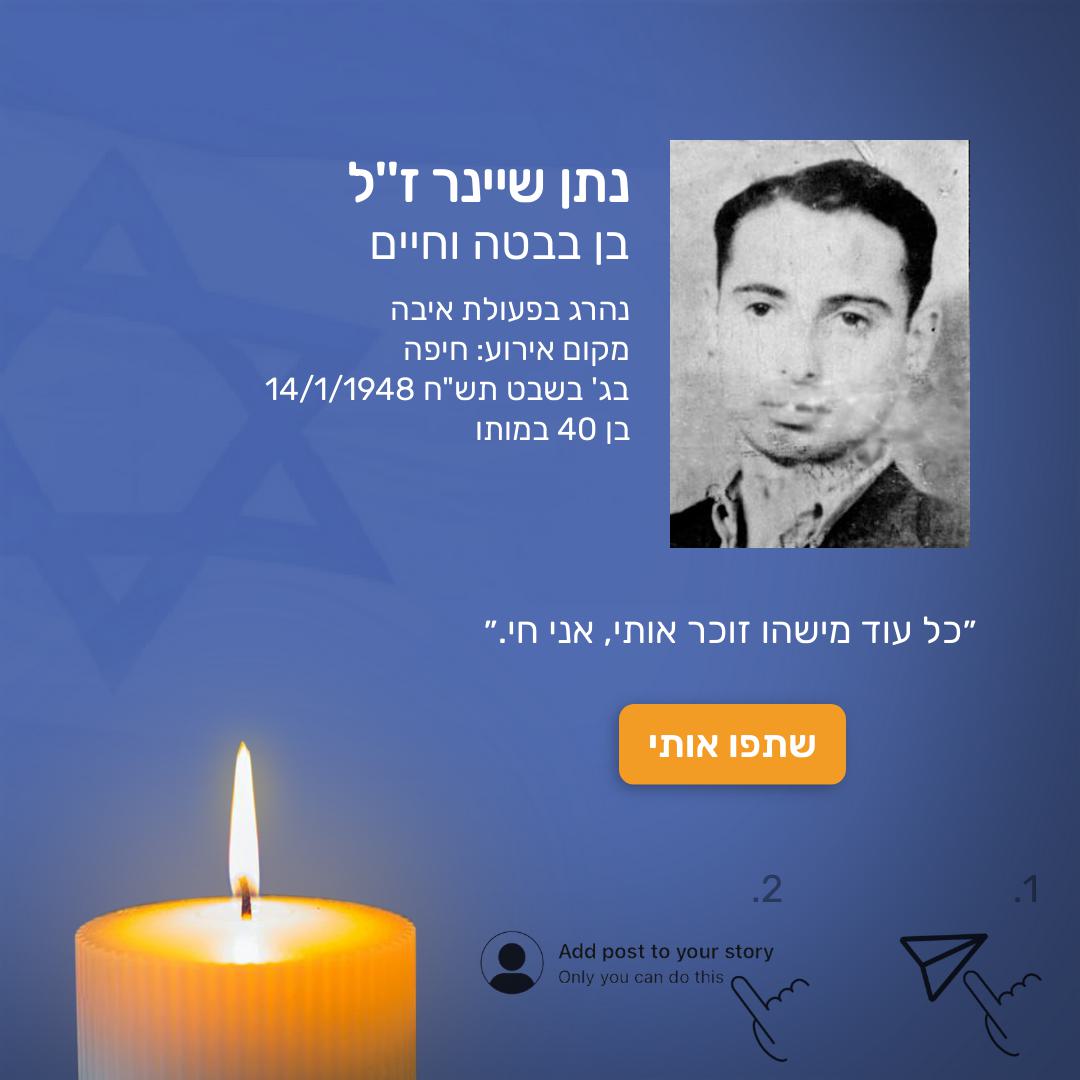 נתן שיינר ז"ל
בן בבטה וחיים
נהרג בפעולת איבה
מקום אירוע: חיפה
בג' בשבט תש"ח 14/1/1948
בן 40 במותו
״כל עוד מישהו זוכר אותי, אני חי.״
שתפו אותי
1.
2.
Add post to your story
Only you can do this